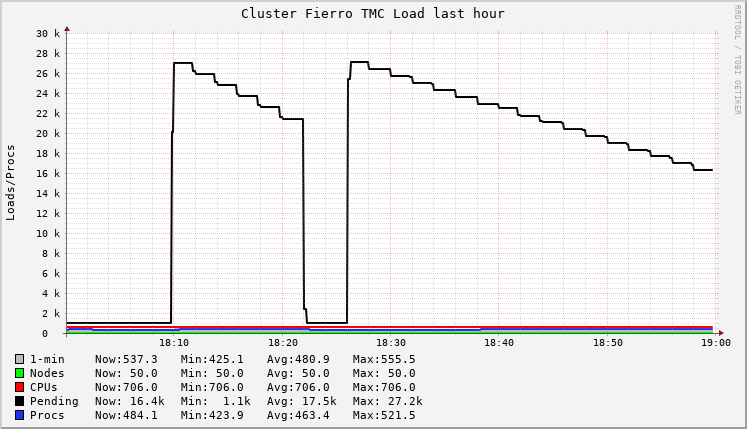 Cluster Fierro TMC Load last hour
RRDTOOL / TOBI OETIKER
Loads/Procs
30 k
28 k
26 k
24 k
22 k
20 k
18 k
16 k
14 k
12 k
10 k
8 k
6 k
4 k
2 k
0
18:10 18:20 18:30 18:40 18:50 19:00
1-min Now:537.3 Min:425.1 Avg:480.9 Max:555.5
Nodes Now: 50.0 Min: 50.0 Avg: 50.0 Max: 50.0
CPUs Now:706.0 Min:706.0 Avg:706.0 Max:706.0
Pending Now: 16.4k Min: 1.1k Avg: 17.5k Max: 27.2k
Procs Now:484.1 Min:423.9 Avg:463.4 Max:521.5